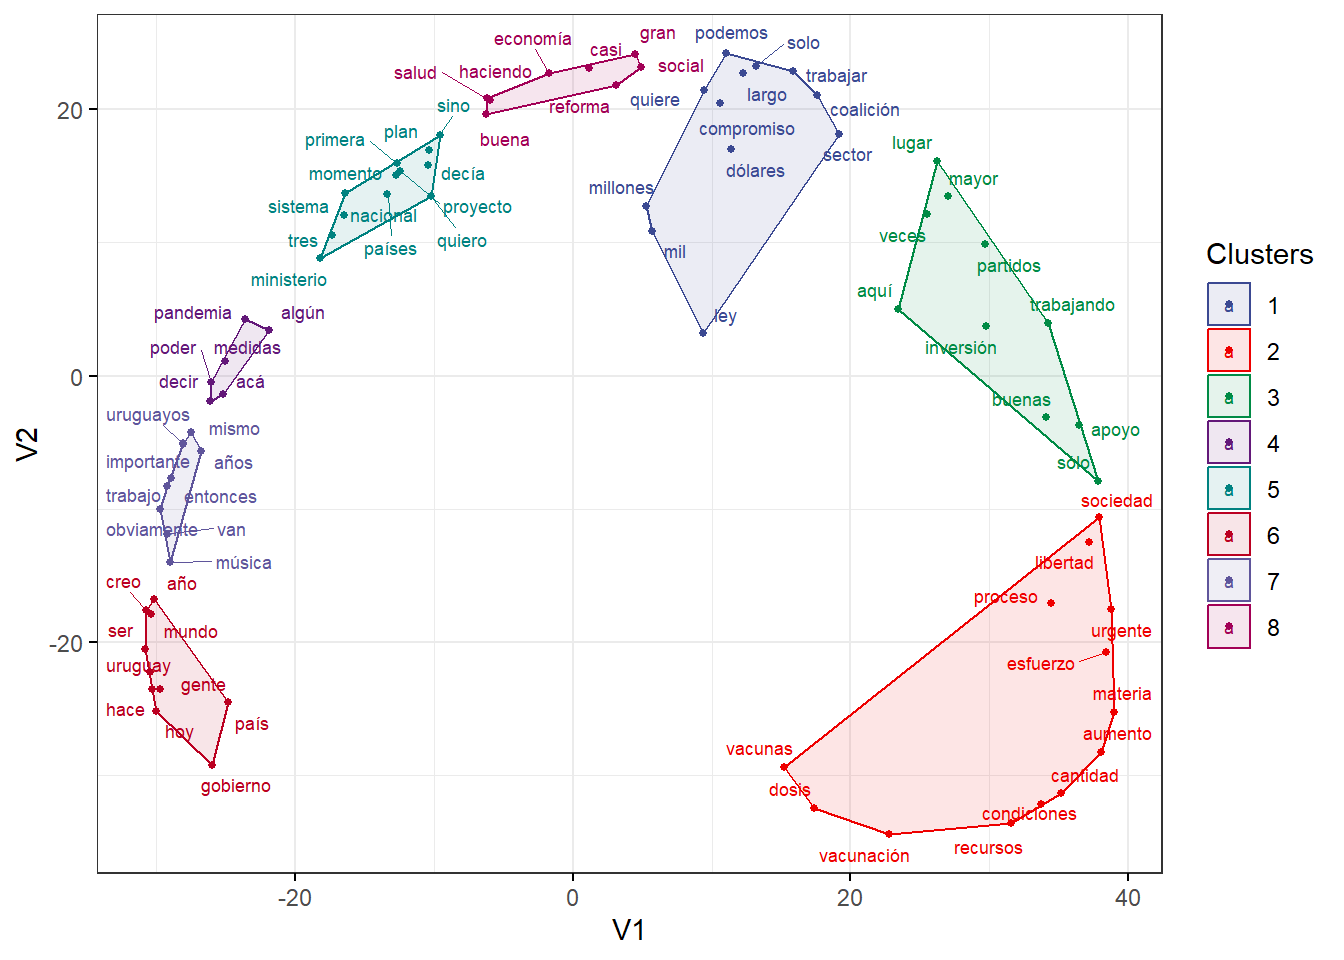 gran
podemos
economía
casi
solo
salud
haciendo
social
trabajar
quiere
largo
sino
reforma
coalición
primera
plan
buena
compromiso
lugar
sector
momento
decía
dólares
mayor
millones
sistema
nacional
proyecto
tres
países
quiero
veces
mil
partidos
ministerio
aquí
pandemia
algún
ley
trabajando
poder
medidas
inversión
decir
acá
buenas
uruguayos
mismo
apoyo
importante
años
sólo
trabajo
entonces
sociedad
obviamente
van
música
libertad
creo
año
proceso
ser
mundo
urgente
uruguay
esfuerzo
gente
materia
hace
hoy
país
aumento
vacunas
gobierno
dosis
cantidad
condiciones
vacunación
recursos
20
0
-20
V2
-20
0
20
40
V1
Clusters
a 1
a 2
a 3
a 4
a 5
a 6
a 7
a 8